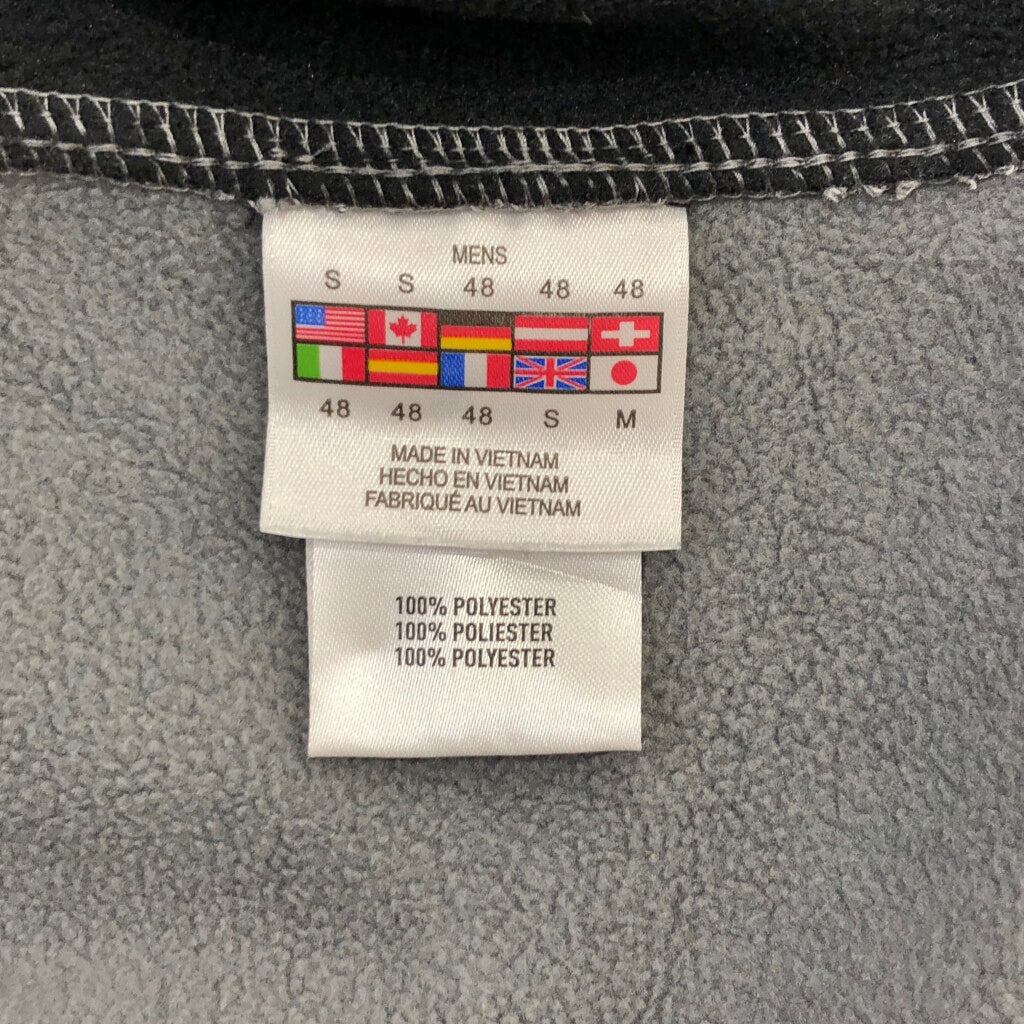 MENS
S S 48 48 48
48 48 48 S M
MADE IN VIETNAM
HECHO EN VIETNAM
FABRIQUÉ AU VIETNAM
100% POLYESTER
100% POLIESTER
100% POLYESTER